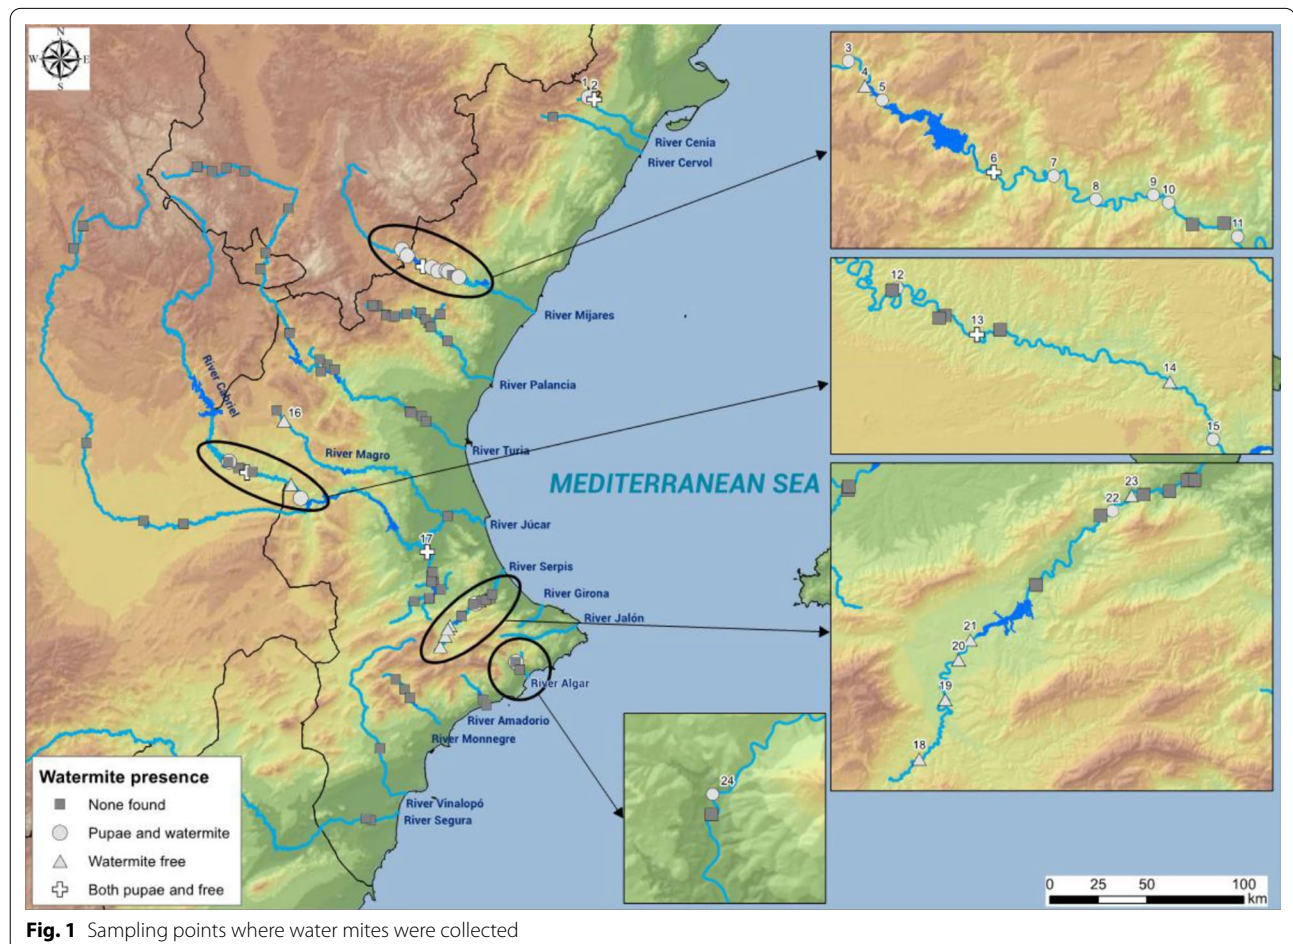 N
W
E
S
1
2
River Cenia
River Cervol
River Mijares
River Palancia
River Cabriel
16
River Turia
River Magro
MEDITERRANEAN SEA
River Júcar
17
River Serpis
River Girona
River Jalón
River Algar
River Amadorio
River Monnegre
River Vinalopó
River Segura
3
4
5
6
7
8
9
10
11
12
13
14
15
23
22
21
20
19
18
24
Watermite presence
None found
Pupae and watermite
Watermite free
Both pupae and free
0 25 50 100
km
Fig. 1 Sampling points where water mites were collected